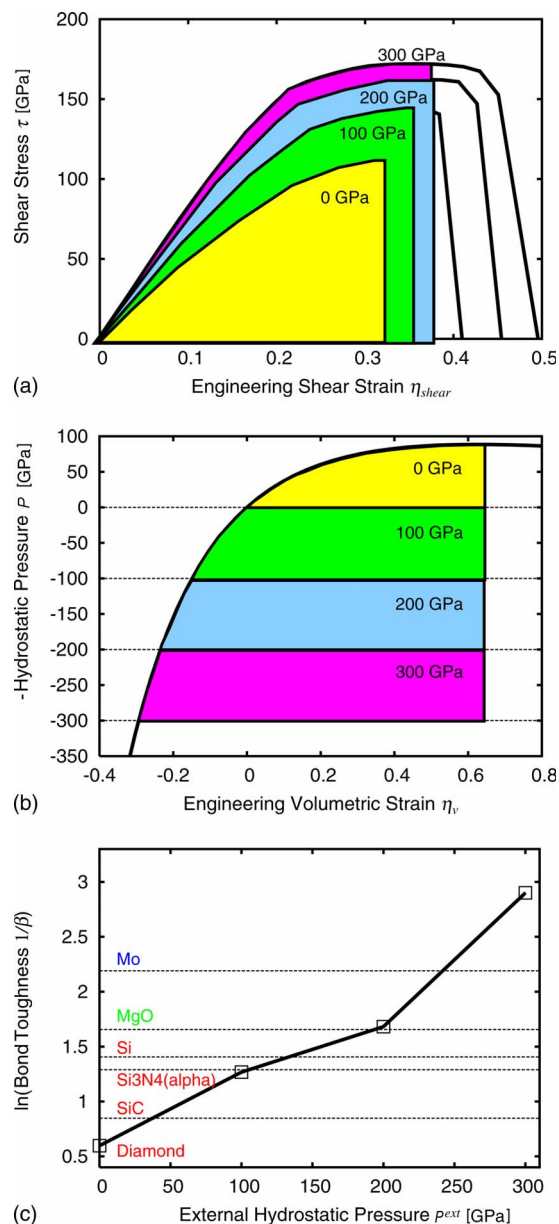 200
150
100
50
0
Shear Stress τ [GPa]
300 GPa
200 GPa
100 GPa
0 GPa
0 0.1 0.2 0.3 0.4 0.5
(a) Engineering Shear Strain ηshear
100
50
0
-50
-100
-150
-200
-250
-300
-350
-Hydrostatic Pressure P [GPa]
0 GPa
100 GPa
200 GPa
300 GPa
-0.4 -0.2 0 0.2 0.4 0.6 0.8
(b) Engineering Volumetric Strain ηv
3
2.5
2
1.5
1
0.5
ln(Bond Toughness 1/β)
Mo
MgO
Si
Si3N4(alpha)
SiC
Diamond
0 50 100 150 200 250 300
(c) External Hydrostatic Pressure Pext [GPa]